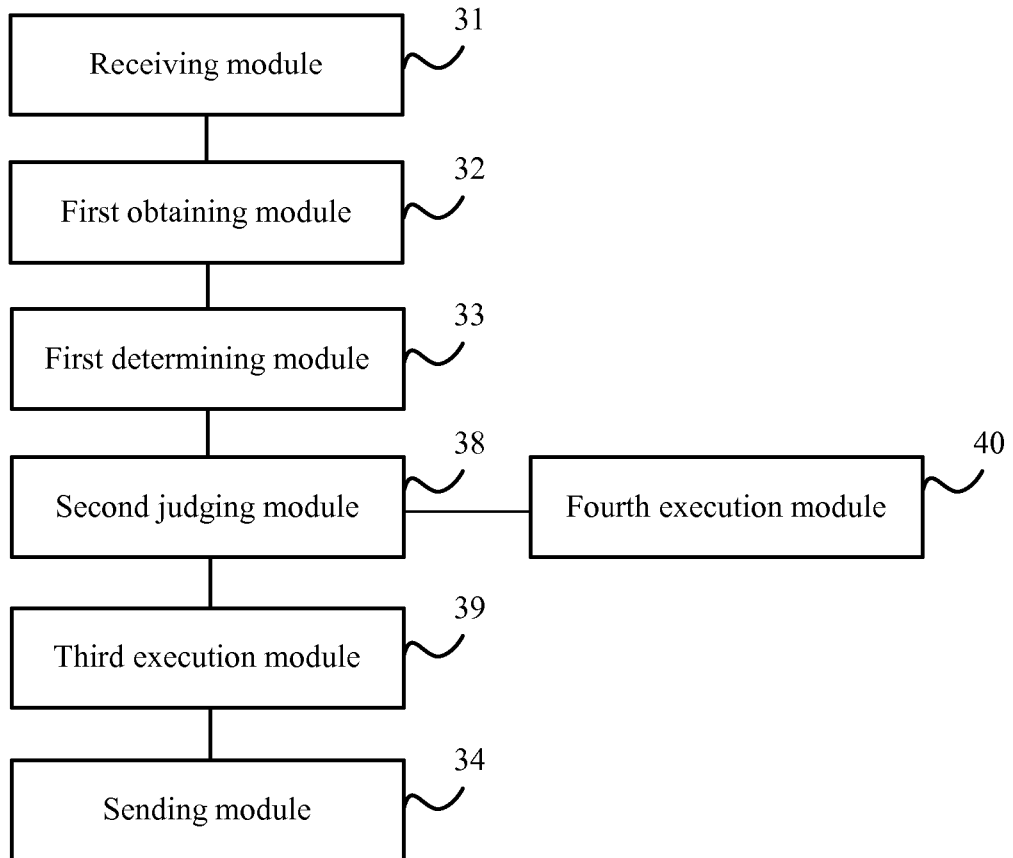 31
Receiving module
32
First obtaining module
33
First determining module
38
Second judging module
40
Fourth execution module
39
Third execution module
34
Sending module